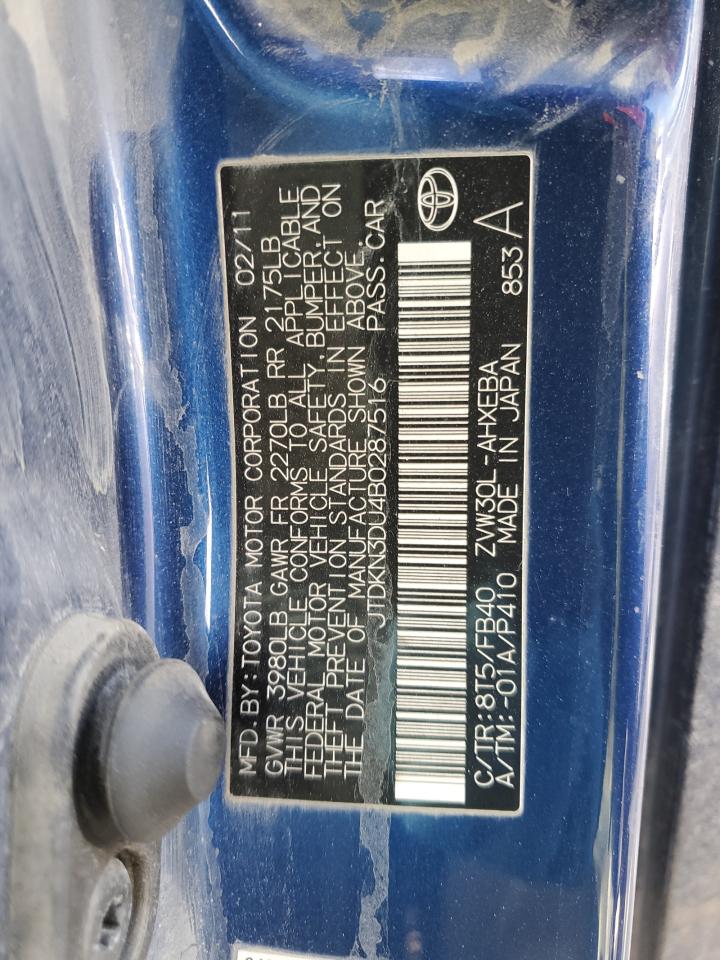 MFD.BY:TOYOTA MOTOR CORPORATION 02/11
GVWR 3980LB GAWR FR 2270LB RR 2175LB
THIS VEHICLE CONFORMS TO ALL APPLICABLE
FEDERAL MOTOR VEHICLE SAFETY,BUMPER,AND
THEFT PREVENTION STANDARDS IN EFFECT ON
THE DATE OF MANUFACTURE SHOWN ABOVE.
JTDKN3DU4B0287516 PASS.CAR
C/TR:8T5/FB40 ZVW30L-AHXEBA 853 A
A/TM:-01A/P410 MADE IN JAPAN